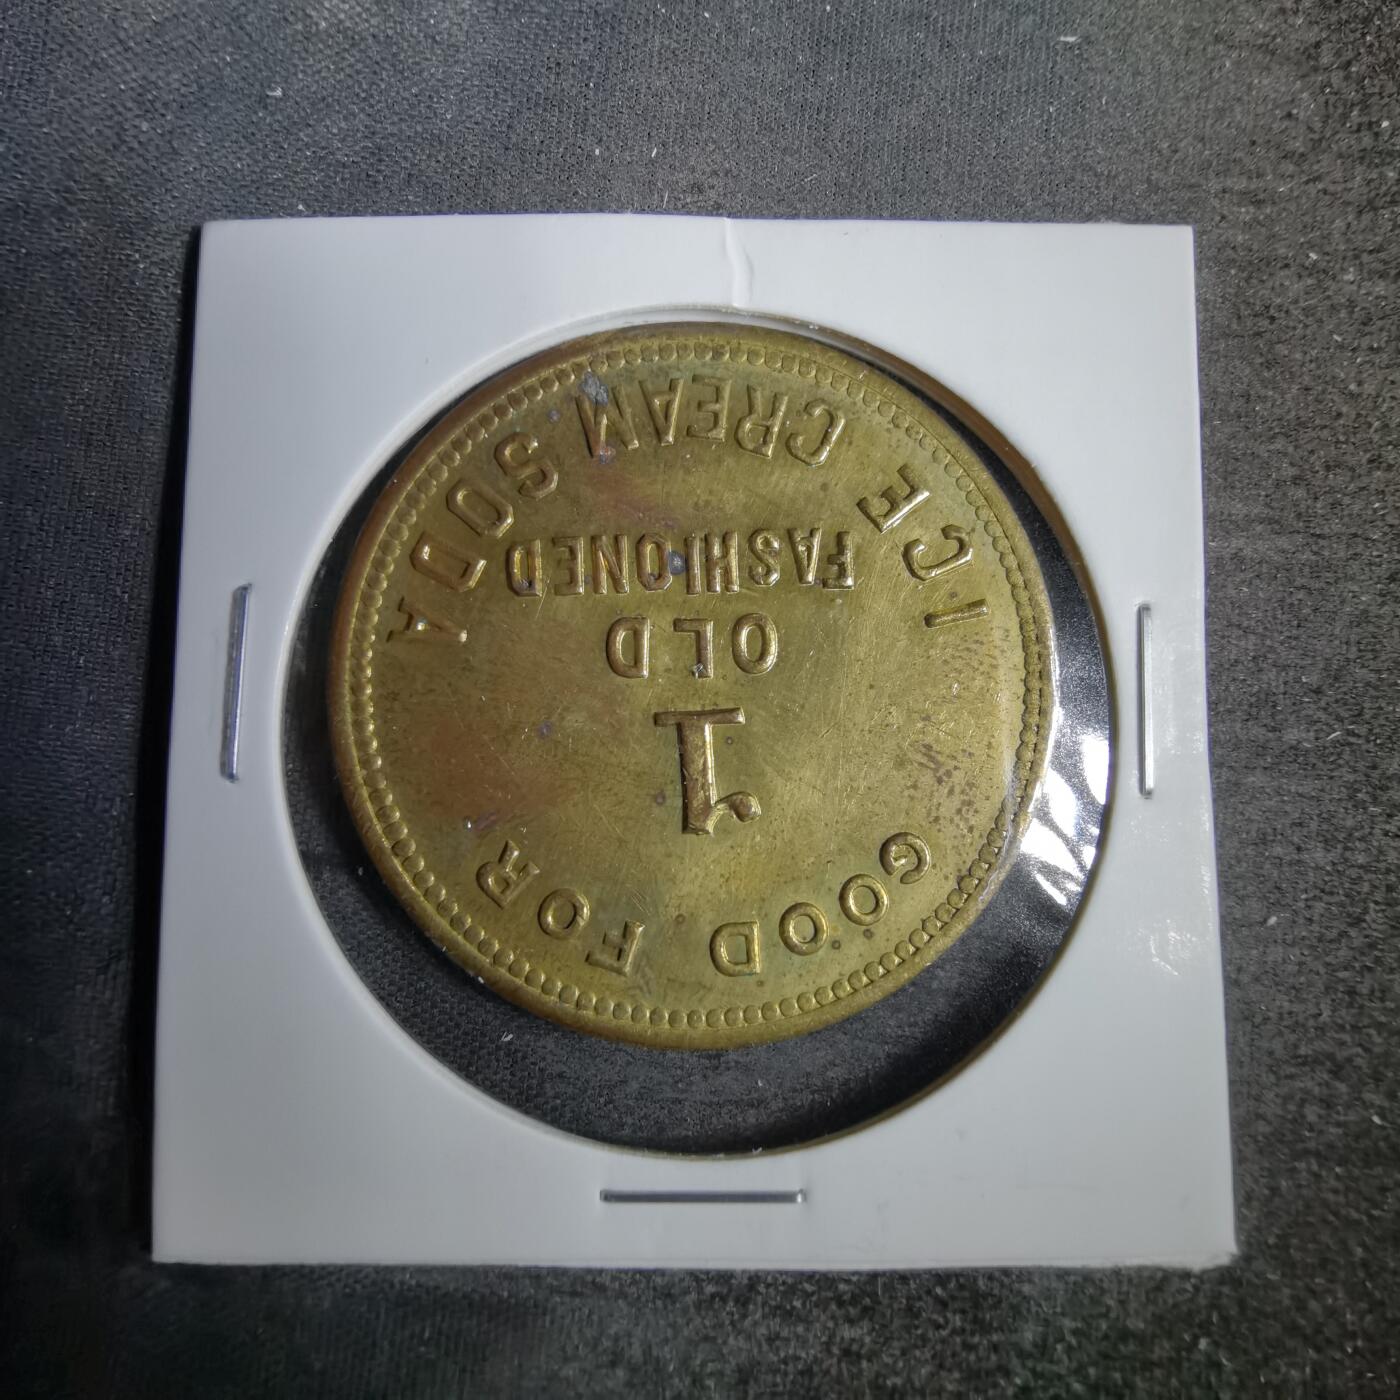 GOOD FOR
1
OLD
FASHIONED
ICE CREAM SODA